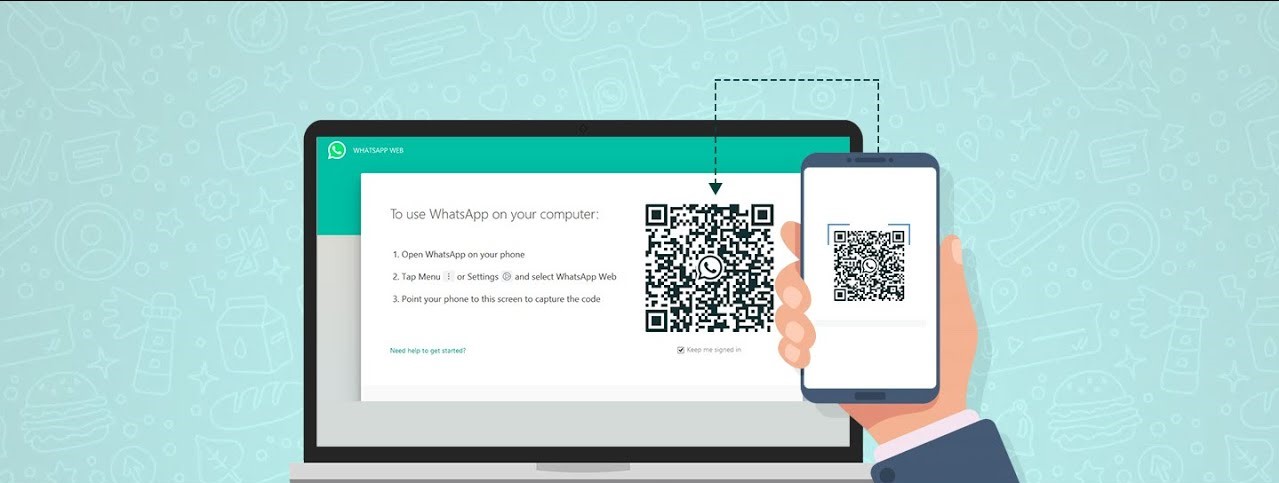 WHATSAPP WEB
To use WhatsApp on your computer:
1. Open WhatsApp on your phone
2. Tap Menu or Settings and select WhatsApp Web
3. Point your phone to this screen to capture the code
Need help to get started?
Keep me signed in